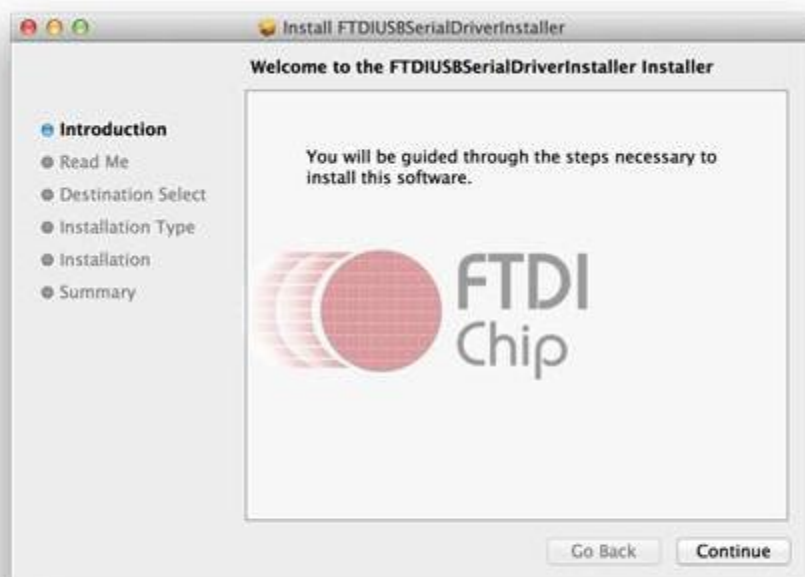 Install FTDIUSBSerialDriverInstaller
Welcome to the FTDIUSBSerialDriverInstaller Installer
Introduction
Read Me
Destination Select
Installation Type
Installation
Summary
You will be guided through the steps necessary to
install this software.
FTDI
Chip
Go Back
Continue